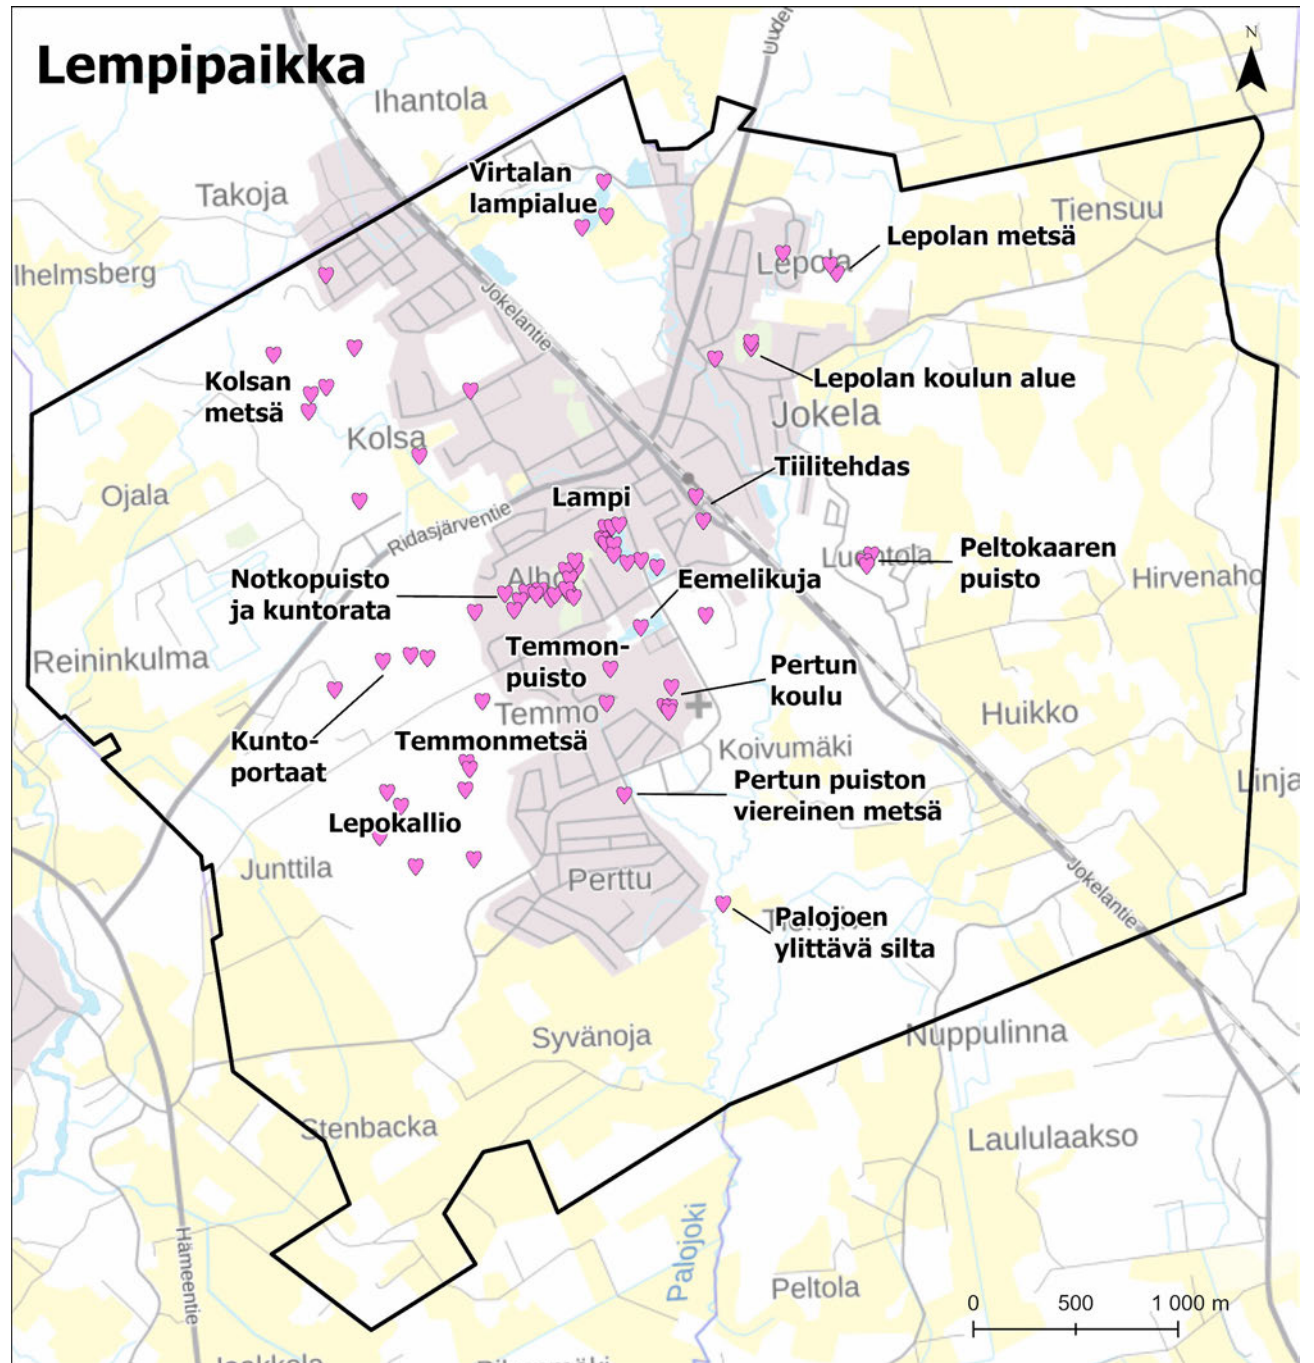 Lempipaikka
N
Ihantola
Takoja
Virtalan
lampialue
Tiensuu
Lepolan metsä
Lepola
Jokelantie
Kolsan
metsä
Lepolan koulun alue
Jokela
Kolsa
Tiilitehdas
Ojala
Lampi
Ridasjärventie
Peltokaaren
puisto
Hirvenaho
Notkopuisto
ja kuntorata
Eemelikuja
Reininkulma
Temmon-
puisto
Pertun
koulu
Temmo
Huikko
Kunto-
portaat
Temmonmetsä
Koivumäki
Pertun puiston
viereinen metsä
Lepokallio
Junttila
Perttu
Jokelantie
Palojoen
ylittävä silta
Syvänoja
Nuppulinna
Stenbacka
Laululaakso
Hämeentie
Palojoki
Peltola
0 500 1 000 m